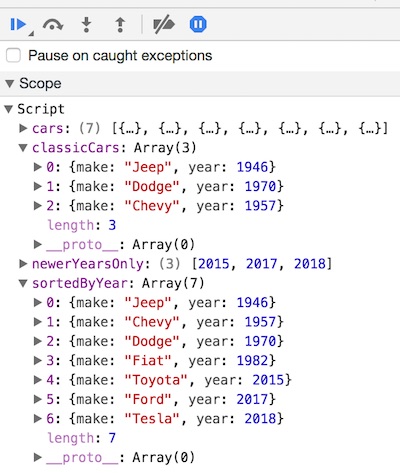 Pause on caught exceptions
Scope
Script
cars: (7) [{…}, {…}, {…}, {…}, {…}, {…}, {…}]
classicCars: Array(3)
0: {make: "Jeep", year: 1946}
1: {make: "Dodge", year: 1970}
2: {make: "Chevy", year: 1957}
length: 3
__proto__: Array(0)
newerYearsOnly: (3) [2015, 2017, 2018]
sortedByYear: Array(7)
0: {make: "Jeep", year: 1946}
1: {make: "Chevy", year: 1957}
2: {make: "Dodge", year: 1970}
3: {make: "Fiat", year: 1982}
4: {make: "Toyota", year: 2015}
5: {make: "Ford", year: 2017}
6: {make: "Tesla", year: 2018}
length: 7
__proto__: Array(0)